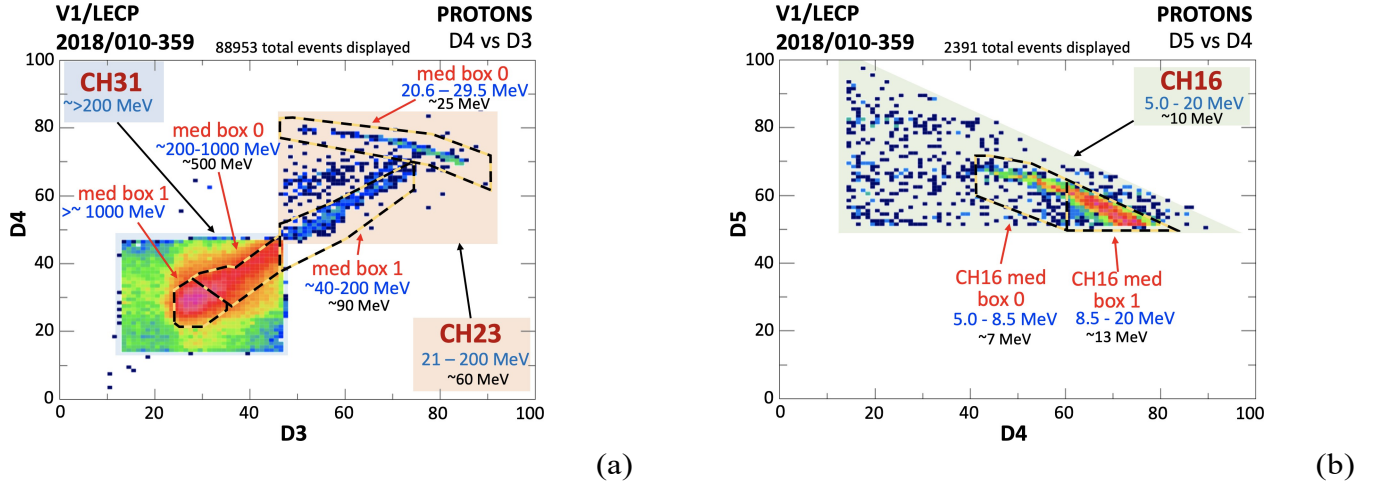 V1/LECP
PROTONS
2018/010-359
88953 total events displayed
D4 vs D3
100
80
60
40
20
0
D4
0
20
40
60
80
100
D3
CH31
~>200 MeV
med box 0
20.6 – 29.5 MeV
~25 MeV
med box 0
~200-1000 MeV
~500 MeV
med box 1
>~ 1000 MeV
med box 1
~40-200 MeV
~90 MeV
CH23
21 – 200 MeV
~60 MeV
(a)
V1/LECP
PROTONS
2018/010-359
2391 total events displayed
D5 vs D4
100
80
60
40
20
0
D5
0
20
40
60
80
100
D4
CH16
5.0 - 20 MeV
~10 MeV
CH16 med
box 0
5.0 - 8.5 MeV
~7 MeV
CH16 med
box 1
8.5 - 20 MeV
~13 MeV
(b)